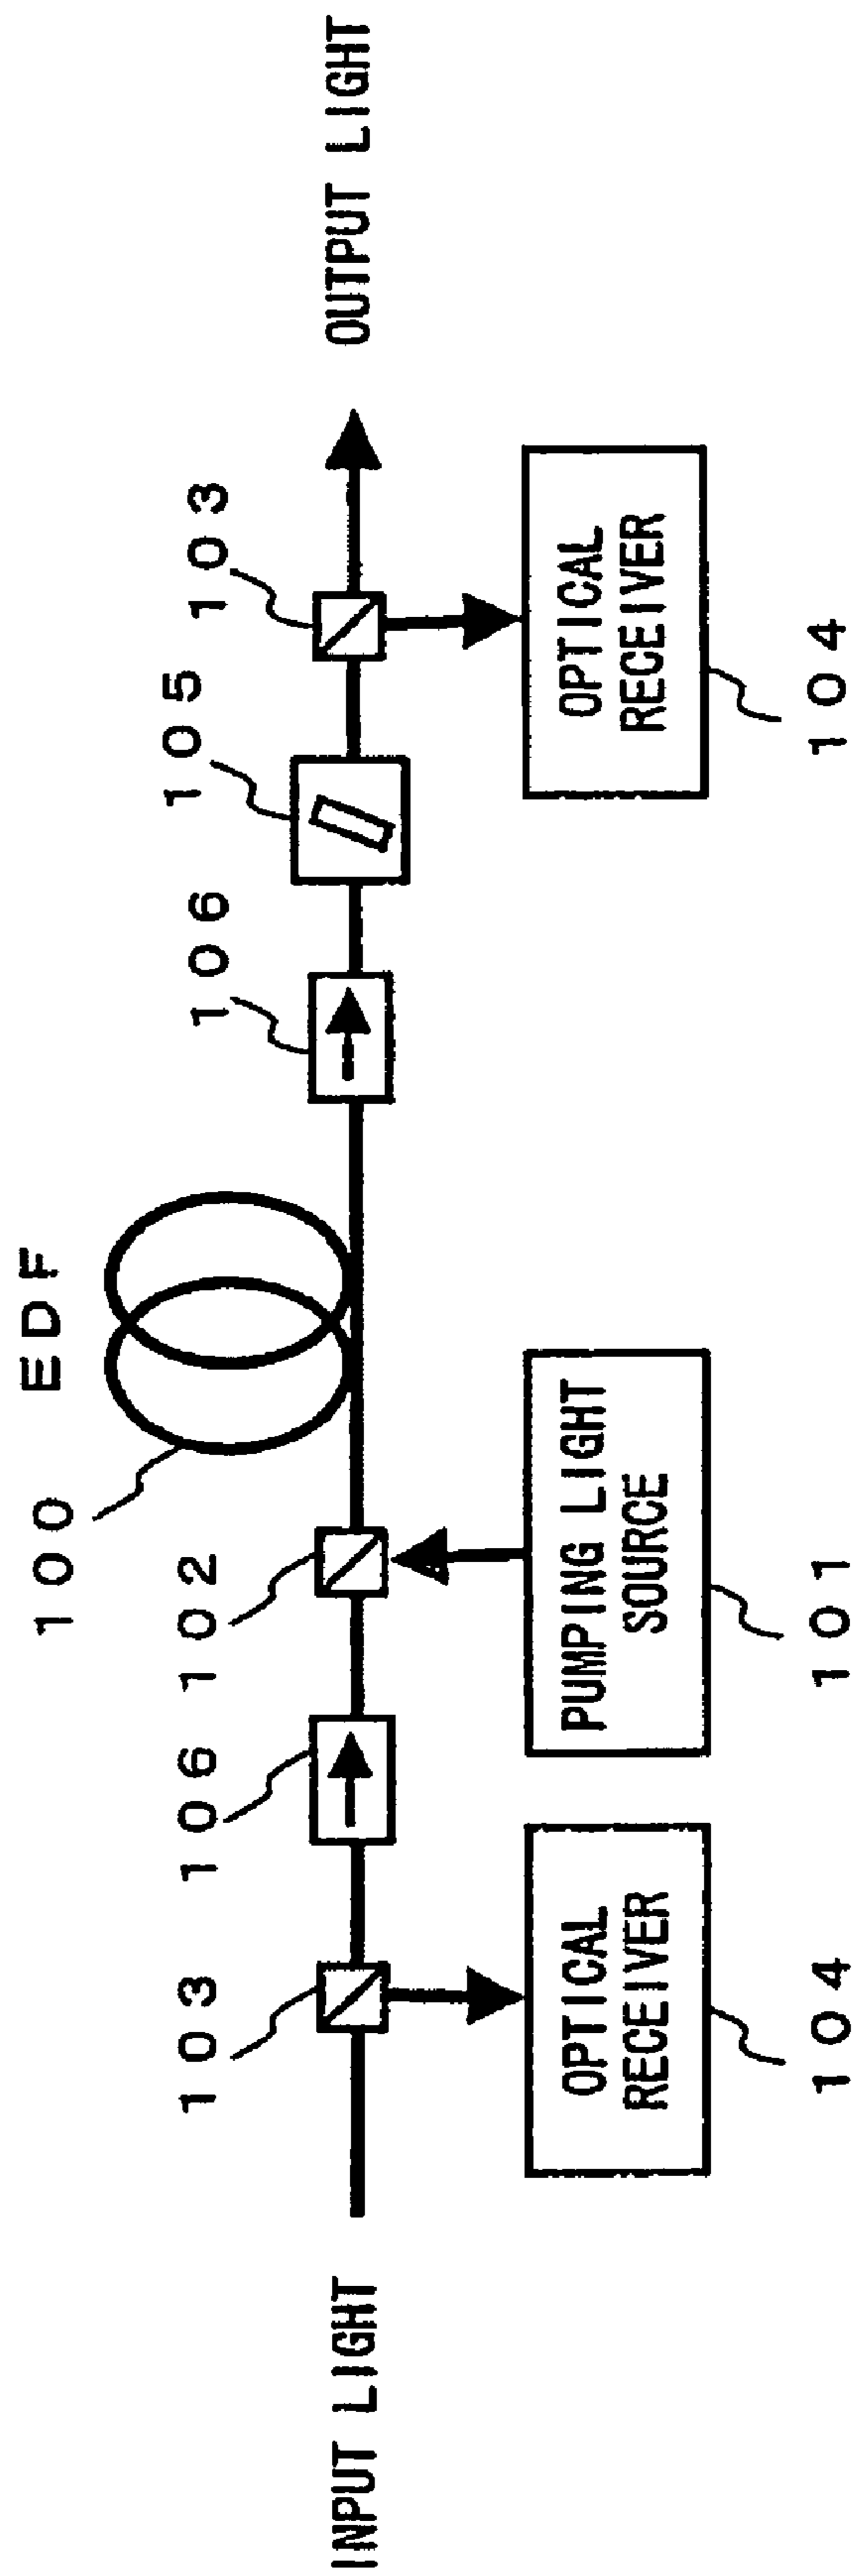 EDF
100
103
106
102
106
105
103
INPUT LIGHT
OUTPUT LIGHT
OPTICAL
RECEIVER
PUMPING LIGHT
SOURCE
OPTICAL
RECEIVER
104
101
104